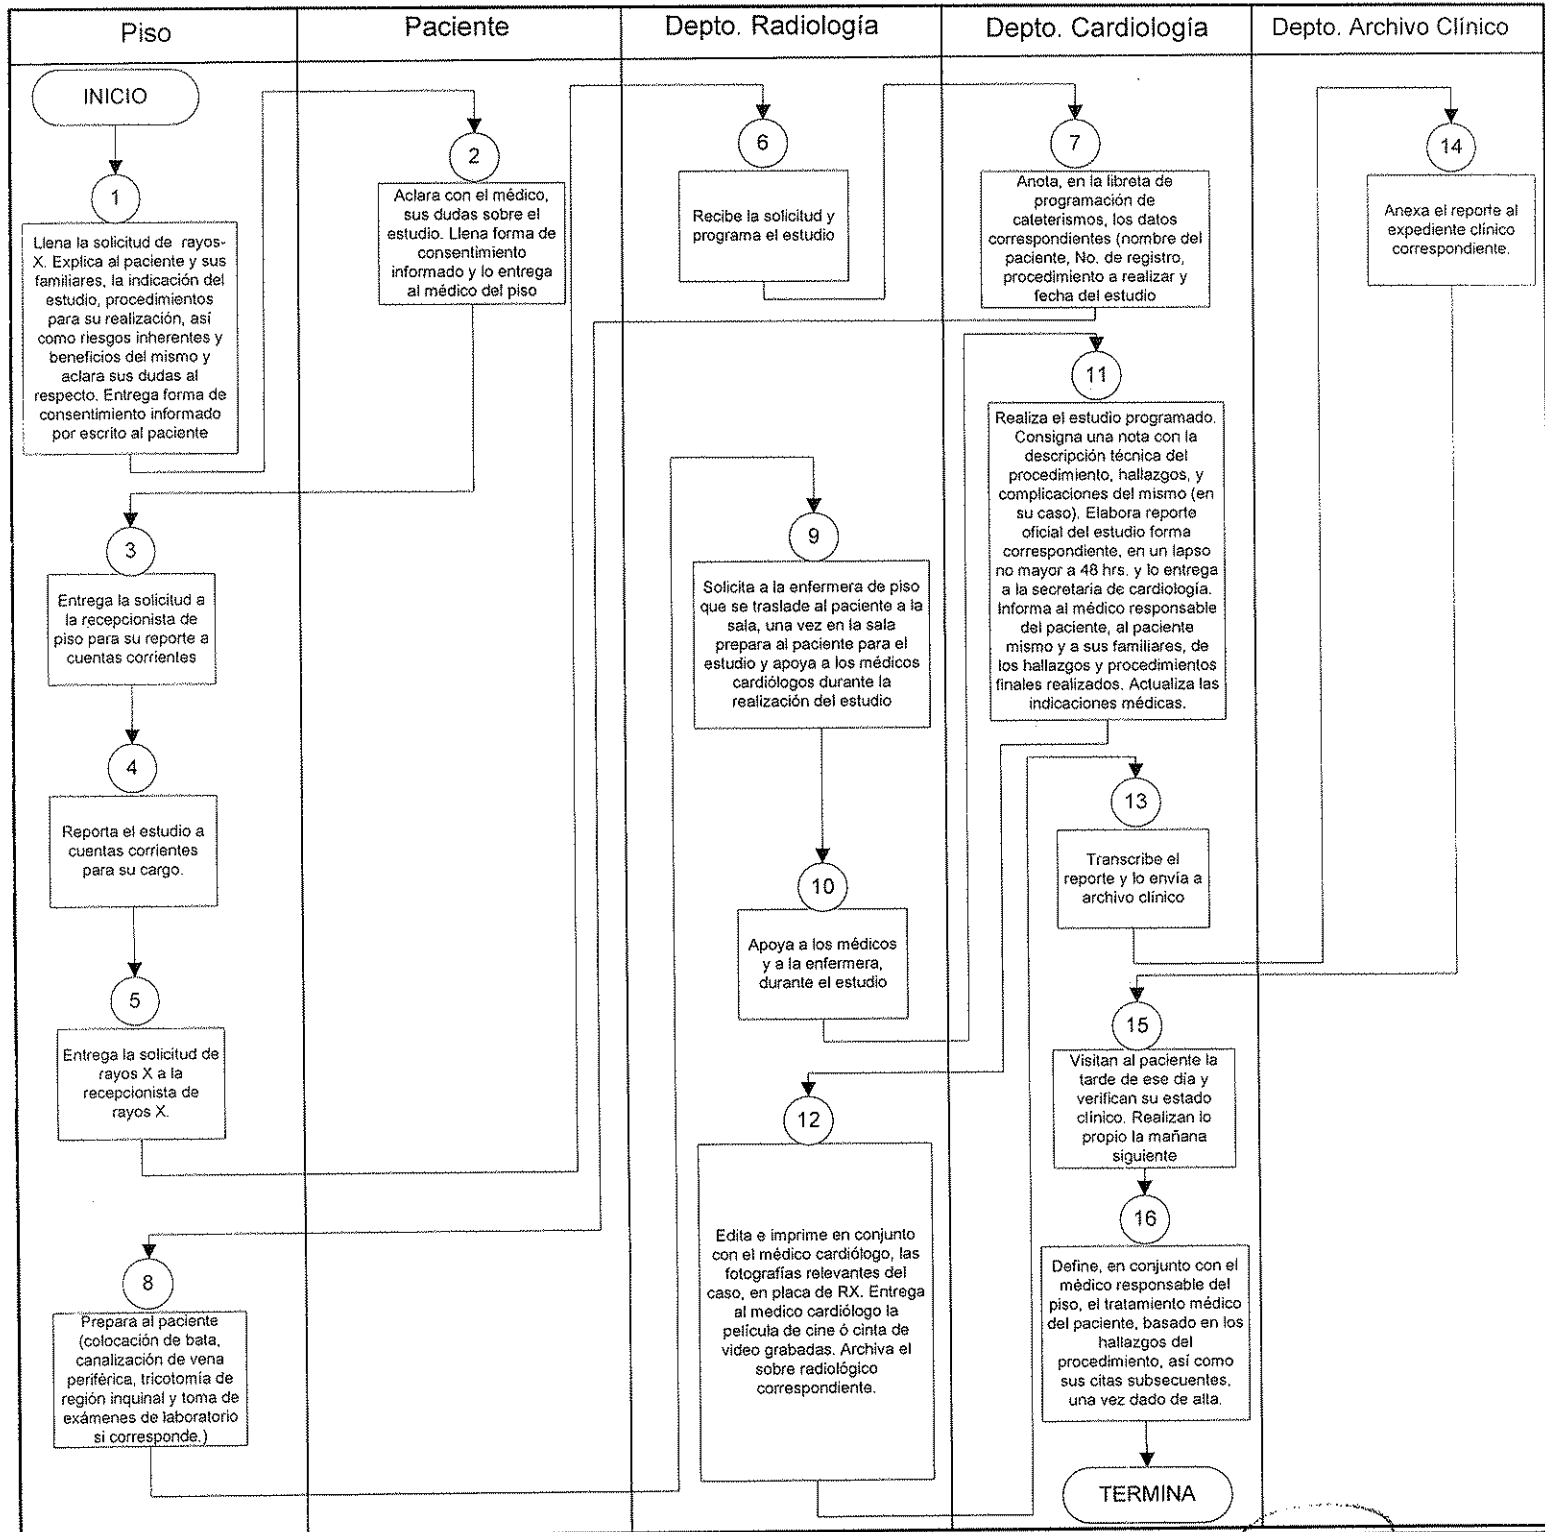 Piso
Paciente
Depto. Radiología
Depto. Cardiología
Depto. Archivo Clínico
INICIO
1
Llena la solicitud de rayos-
X. Explica al paciente y sus
familiares, la indicación del
estudio, procedimientos
para su realización, así
como riesgos inherentes y
beneficios del mismo y
aclara sus dudas al
respecto. Entrega forma de
consentimiento informado
por escrito al paciente
2
Aclara con el médico,
sus dudas sobre el
estudio. Llena forma de
consentimiento
informado y lo entrega
al médico del piso
3
Entrega la solicitud a
la recepcionista de
piso para su reporte a
cuentas corrientes
4
Reporta el estudio a
cuentas corrientes
para su cargo.
5
Entrega la solicitud de
rayos X a la
recepcionista de
rayos X.
6
Recibe la solicitud y
programa el estudio
7
Anota, en la libreta de
programación de
cateterismos, los datos
correspondientes (nombre del
paciente, No. de registro,
procedimiento a realizar y
fecha del estudio
8
Prepara al paciente
(colocación de bata,
canalización de vena
periférica, tricotomía de
región inquinal y toma de
exámenes de laboratorio
si corresponde.)
9
Solicita a la enfermera de piso
que se traslade al paciente a la
sala, una vez en la sala
prepara al paciente para el
estudio y apoya a los médicos
cardiólogos durante la
realización del estudio
10
Apoya a los médicos
y a la enfermera,
durante el estudio
11
Realiza el estudio programado.
Consigna una nota con la
descripción técnica del
procedimiento, hallazgos, y
complicaciones del mismo (en
su caso). Elabora reporte
oficial del estudio forma
correspondiente, en un lapso
no mayor a 48 hrs. y lo entrega
a la secretaria de cardiología.
Informa al médico responsable
del paciente, al paciente
mismo y a sus familiares, de
los hallazgos y procedimientos
finales realizados. Actualiza las
indicaciones médicas.
12
Edita e imprime en conjunto
con el médico cardiólogo, las
fotografías relevantes del
caso, en placa de RX. Entrega
al medico cardiólogo la
película de cine ó cinta de
video grabadas. Archiva el
sobre radiológico
correspondiente.
13
Transcribe el
reporte y lo envía a
archivo clínico
14
Anexa el reporte al
expediente clínico
correspondiente.
15
Visitan al paciente la
tarde de ese día y
verifican su estado
clínico. Realizan lo
propio la mañana
siguiente
16
Define, en conjunto con el
médico responsable del
piso, el tratamiento médico
del paciente, basado en los
hallazgos del
procedimiento, así como
sus citas subsecuentes,
una vez dado de alta.
TERMINA